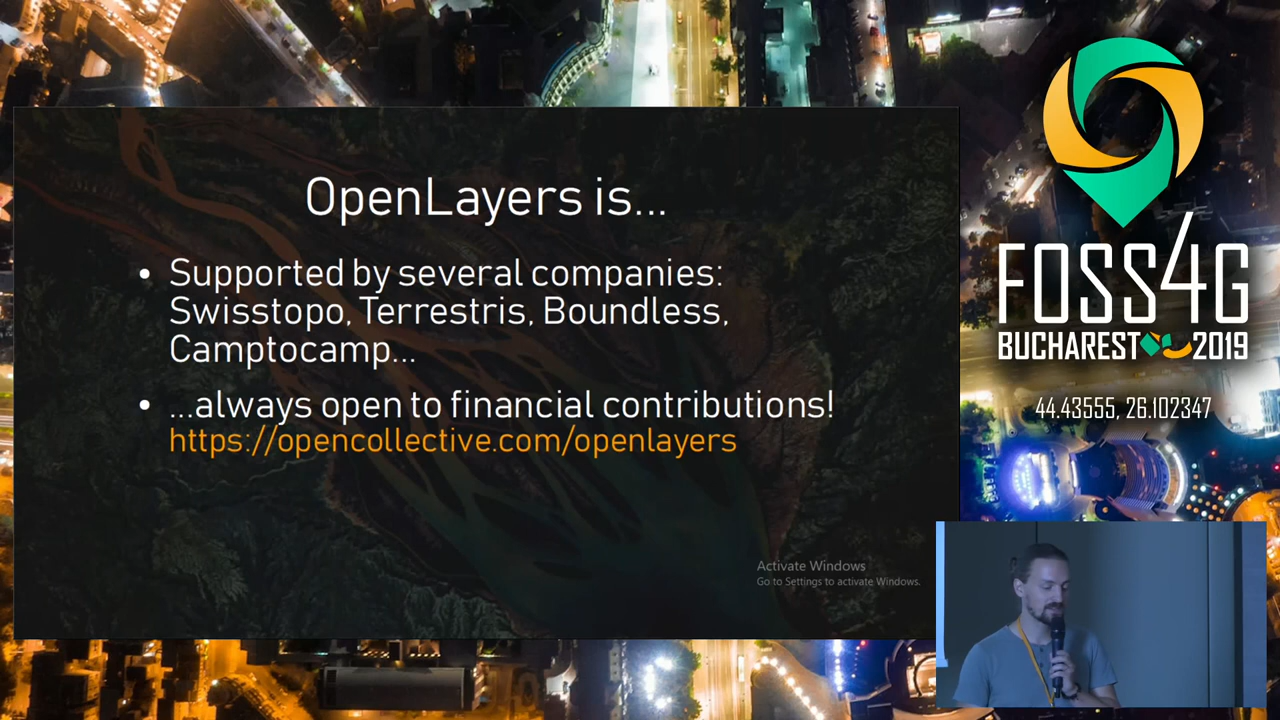 OpenLayers is...
• Supported by several companies:
Swisstopo, Terrestris, Boundless,
Camptocamp...
• ...always open to financial contributions!
https://opencollective.com/openlayers
Activate Windows
Go to Settings to activate Windows.
FOSS4G
BUCHAREST 2019
44.43555, 26.102347